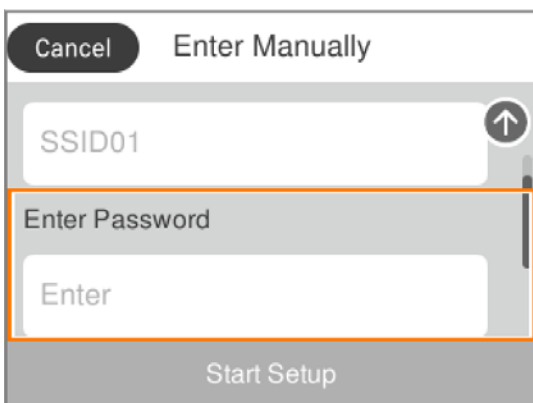 Cancel Enter Manually
SSID01
Enter Password
Enter
Start Setup